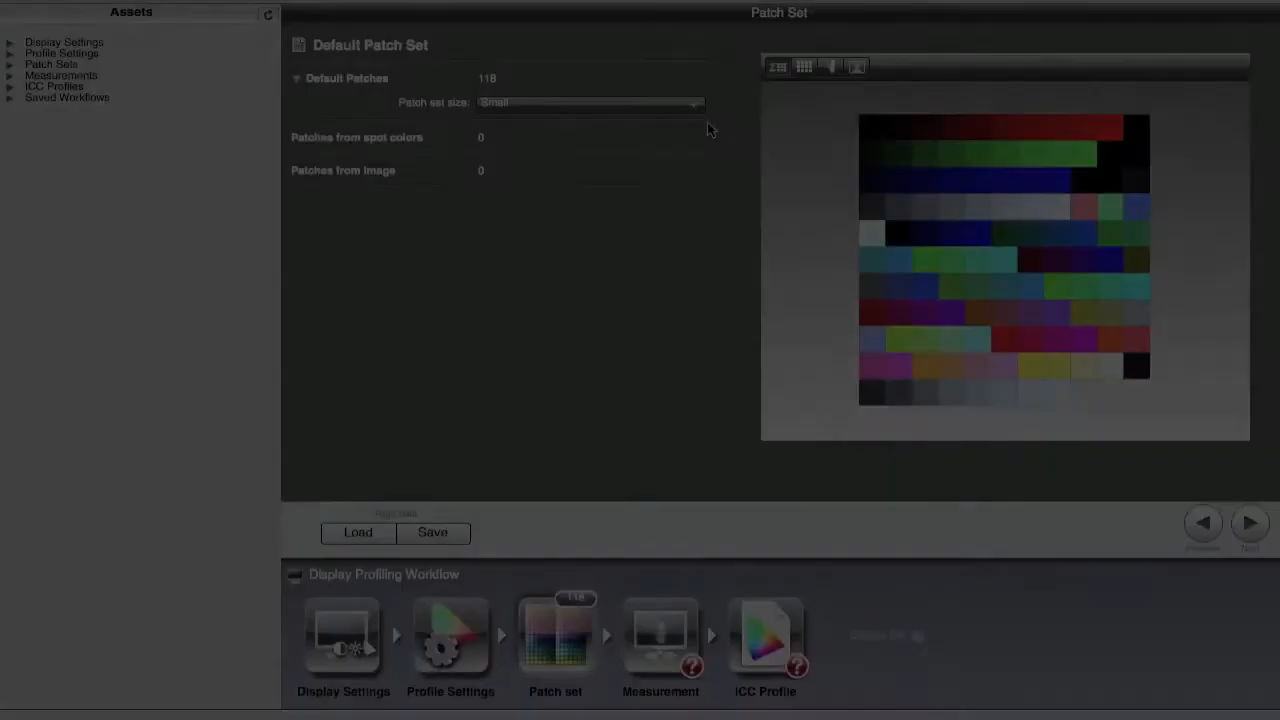 Assets
Patch Set
Display Settings
Profile Settings
Patch Sets
Measurements
ICC Profiles
Saved Workflows
Default Patch Set
Default Patches 118
Patch set size: Small
Patches from spot colors 0
Patches from Image 0
Load Save
Next
Display Profiling Workflow
118
? ?
Display Settings Profile Settings Patch set Measurement ICC Profile